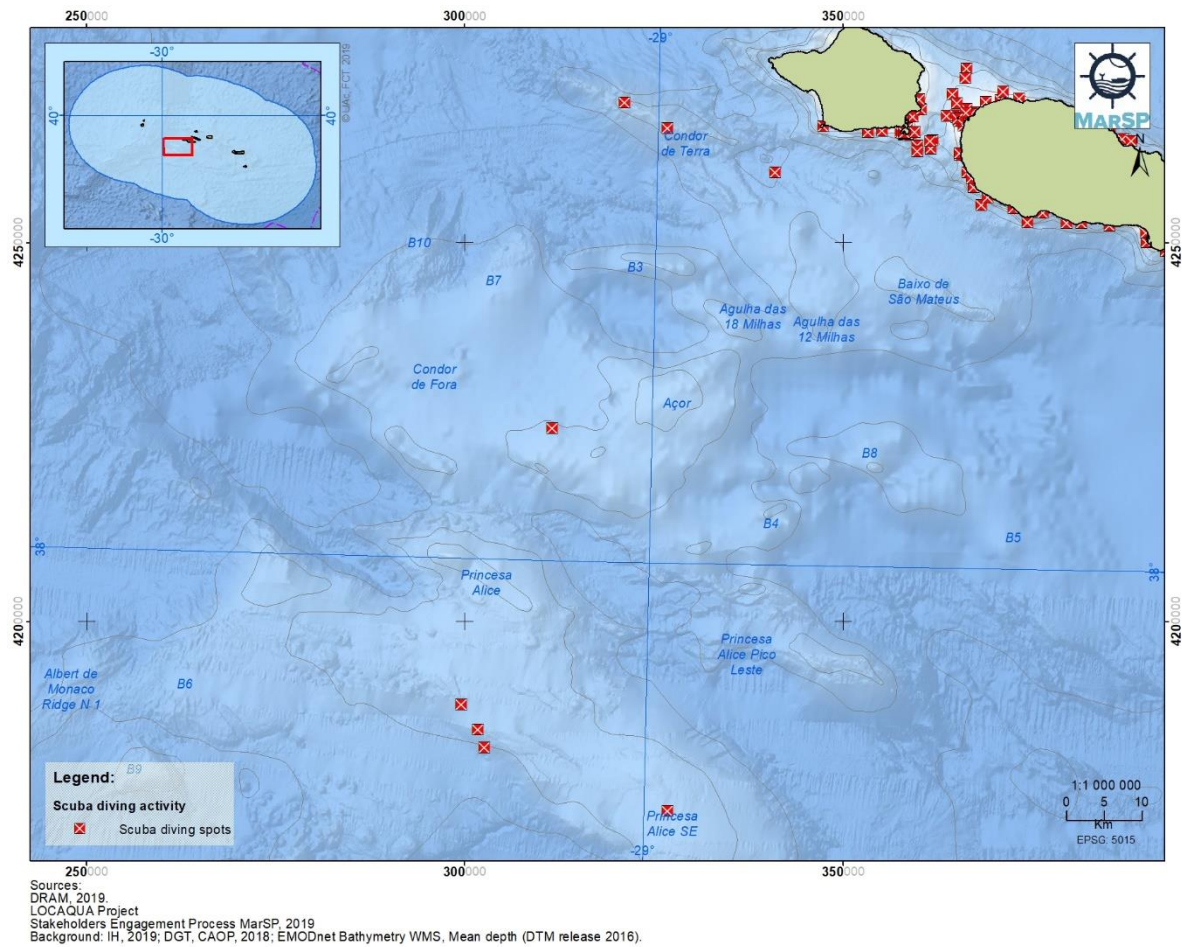 250000
300000
350000
-30°
-29°
40°
40°
© UAc, FCT 2019
-30°
MarSP
N
Condor
de Terra
4250000
4250000
B10
B3
B7
Baixo de
São Mateus
Agulha das
18 Milhas
Agulha das
12 Milhas
Condor
de Fora
Açor
B8
B4
B5
38°
38°
Princesa
Alice
4200000
4200000
Princesa
Alice Pico
Leste
Albert de
Monaco
Ridge N 1
B6
B9
Legend:
Scuba diving activity
Scuba diving spots
Princesa
Alice SE
-29°
1:1 000 000
0 5 10
Km
EPSG: 5015
250000
300000
350000
Sources:
DRAM, 2019.
LOCAQUA Project
Stakeholders Engagement Process MarSP, 2019
Background: IH, 2019; DGT, CAOP, 2018; EMODnet Bathymetry WMS, Mean depth (DTM release 2016).